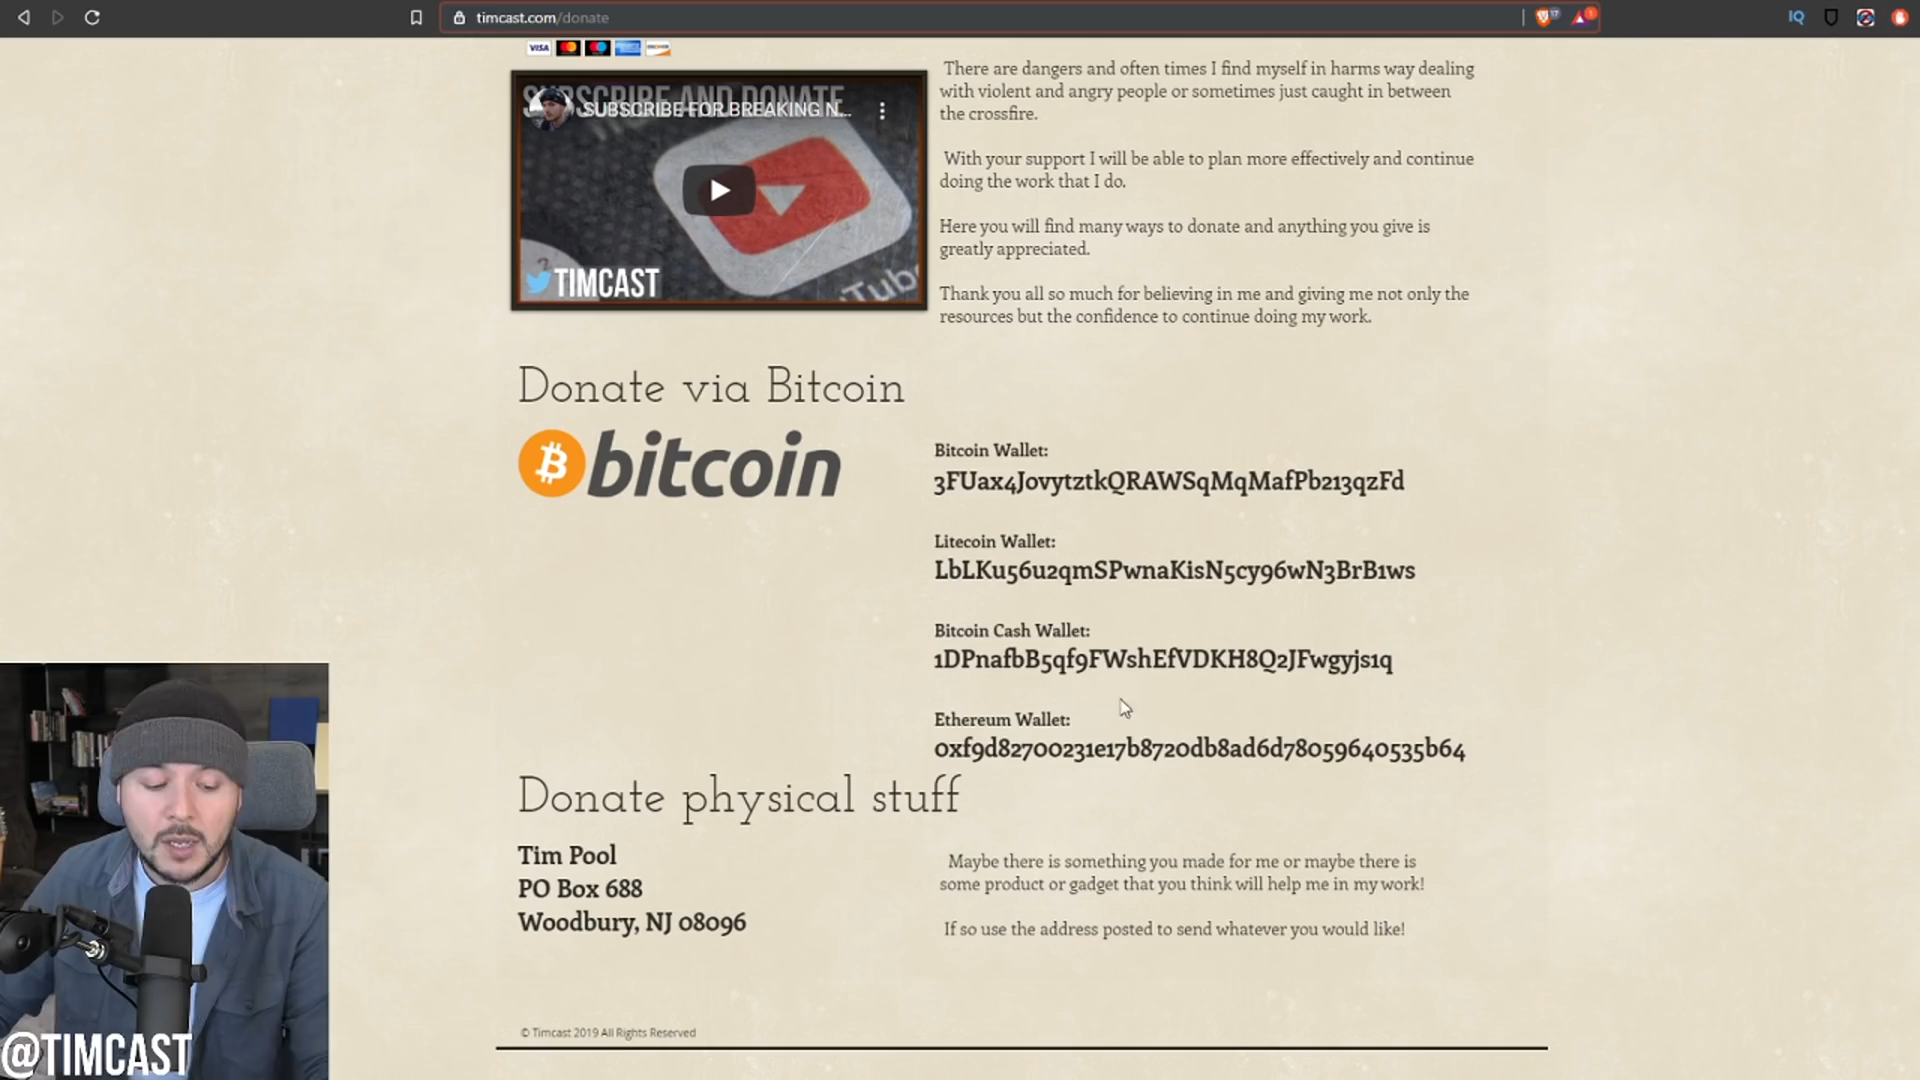 timcast.com/donate
17
1
IQ
VISA
DISCOVER
SUBSCRIBE AND DONATE
SUBSCRIBE FOR BREAKING N...
TIMCAST
There are dangers and often times I find myself in harms way dealing
with violent and angry people or sometimes just caught in between
the crossfire.
With your support I will be able to plan more effectively and continue
doing the work that I do.
Here you will find many ways to donate and anything you give is
greatly appreciated.
Thank you all so much for believing in me and giving me not only the
resources but the confidence to continue doing my work.
Donate via Bitcoin
bitcoin
Bitcoin Wallet:
3FUax4JovytztkQRAWSqMqMafPb213qzFd
Litecoin Wallet:
LbLKu56u2qmSPwnaKisN5cy96wN3BrB1ws
Bitcoin Cash Wallet:
1DPnafbB5qf9FWshEfVDKH8Q2JFwgyjs1q
Ethereum Wallet:
0xf9d82700231e17b8720db8ad6d78059640535b64
Donate physical stuff
Tim Pool
PO Box 688
Woodbury, NJ 08096
Maybe there is something you made for me or maybe there is
some product or gadget that you think will help me in my work!
If so use the address posted to send whatever you would like!
© Timcast 2019 All Rights Reserved
@TIMCAST